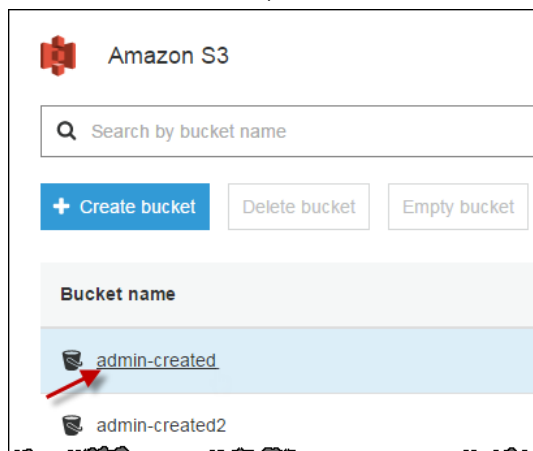 Amazon S3
Search by bucket name
+ Create bucket Delete bucket Empty bucket
Bucket name
admin-created
admin-created2